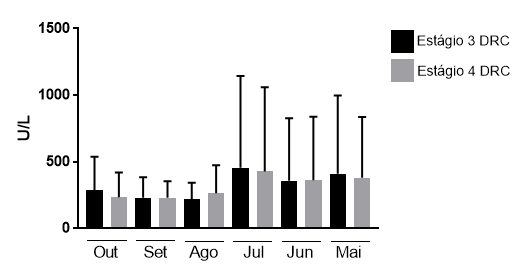 1500
1000
500
0
U/L
Out Set Ago Jul Jun Mai
Estágio 3 DRC
Estágio 4 DRC